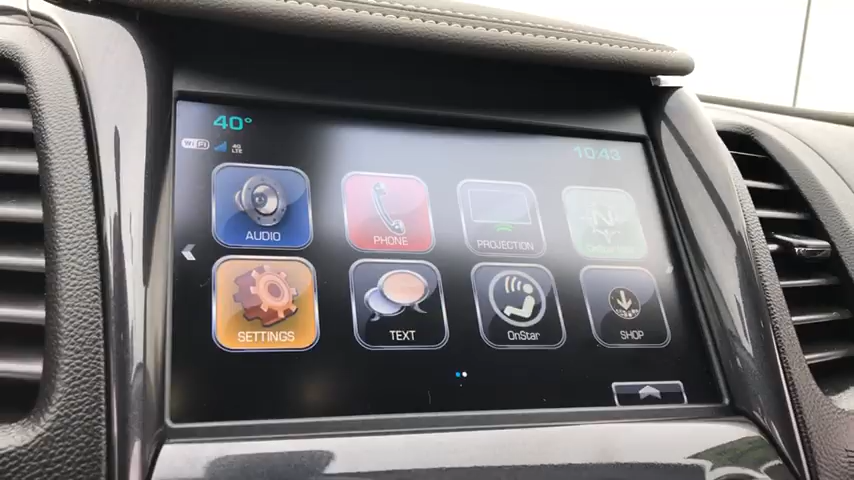 40°
WiFi 4G LTE
10:43
AUDIO
PHONE
PROJECTION
SETTINGS
TEXT
OnStar
SHOP